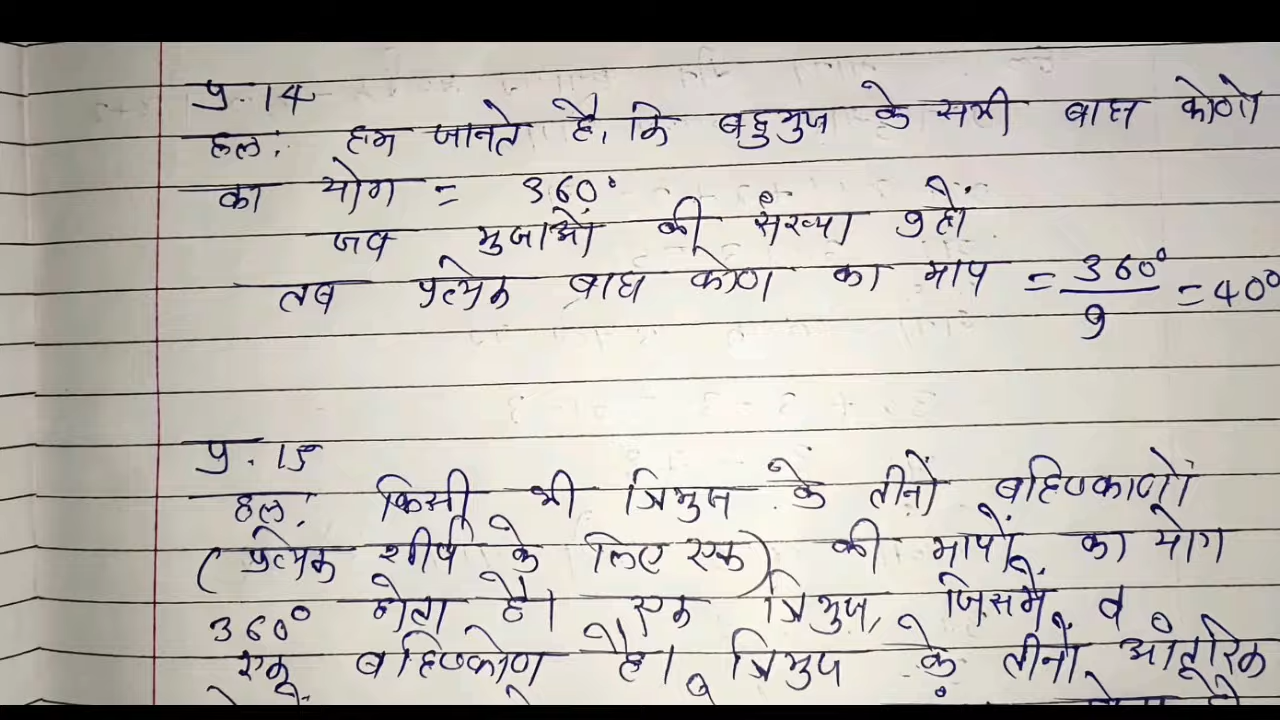 प्र. 14
हल: हम जानते है, कि बहुभुज के सभी बाह्य कोणो
का योग = 360°
जब भुजाओं की संख्या 9 हों
तब प्रत्येक बाह्य कोण का माप = 360°/9 = 40°
प्र. 15
हल: किसी भी त्रिभुज के तीनों बहिष्काणों
(प्रत्येक शीर्ष के लिए एक) की मापों का योग
360° होता है। एक त्रिभुज, जिसमें व
एक बहिष्कोण है। त्रिभुज के तीनों आंतरिक